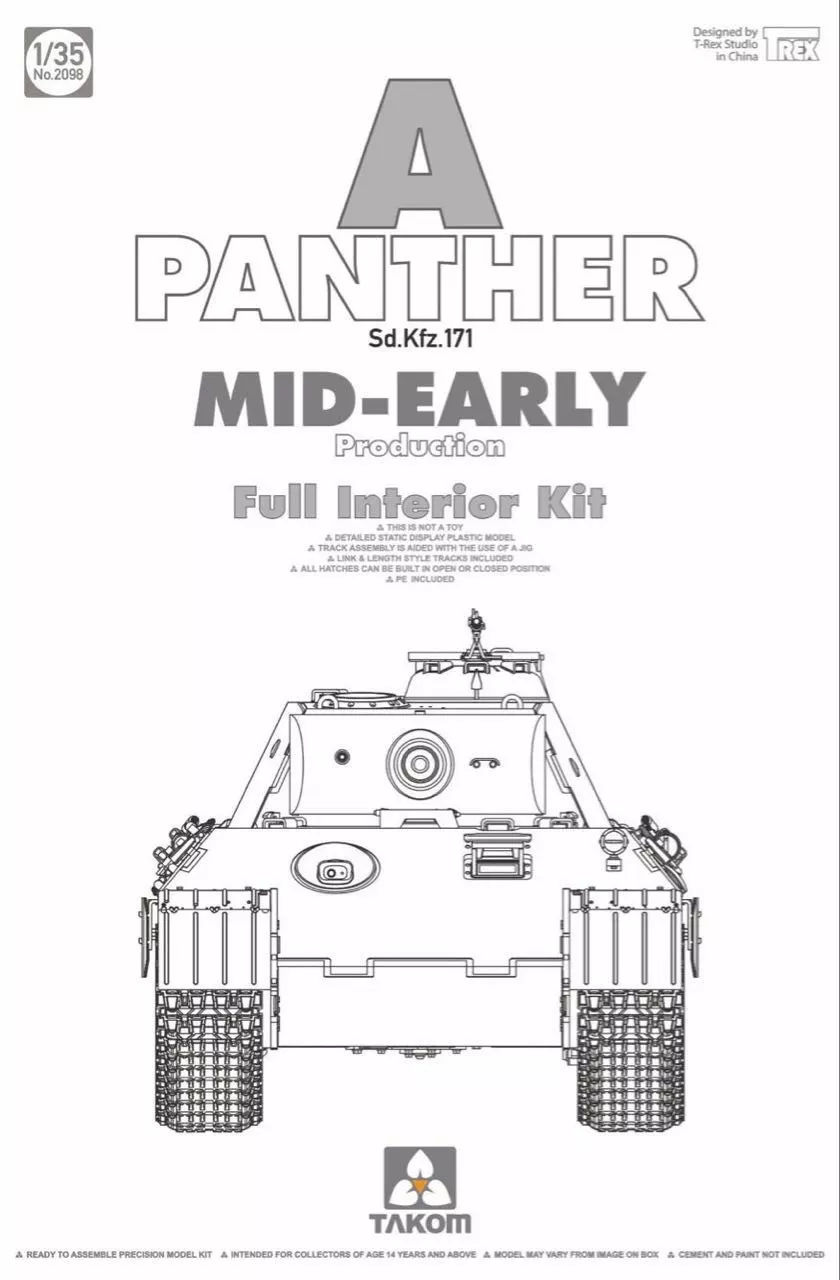 1/35
No.2098
Designed by
T-Rex Studio
in China
TREX
A
PANTHER
Sd.Kfz.171
MID-EARLY
Production
Full Interior Kit
THIS IS NOT A TOY
DETAILED STATIC DISPLAY PLASTIC MODEL
TRACK ASSEMBLY IS AIDED WITH THE USE OF A JIG
LINK & LENGTH STYLE TRACKS INCLUDED
ALL HATCHES CAN BE BUILT IN OPEN OR CLOSED POSITION
PE INCLUDED
TAKOM
READY TO ASSEMBLE PRECISION MODEL KIT INTENDED FOR COLLECTORS OF AGE 14 YEARS AND ABOVE MODEL MAY VARY FROM IMAGE ON BOX CEMENT AND PAINT NOT INCLUDED